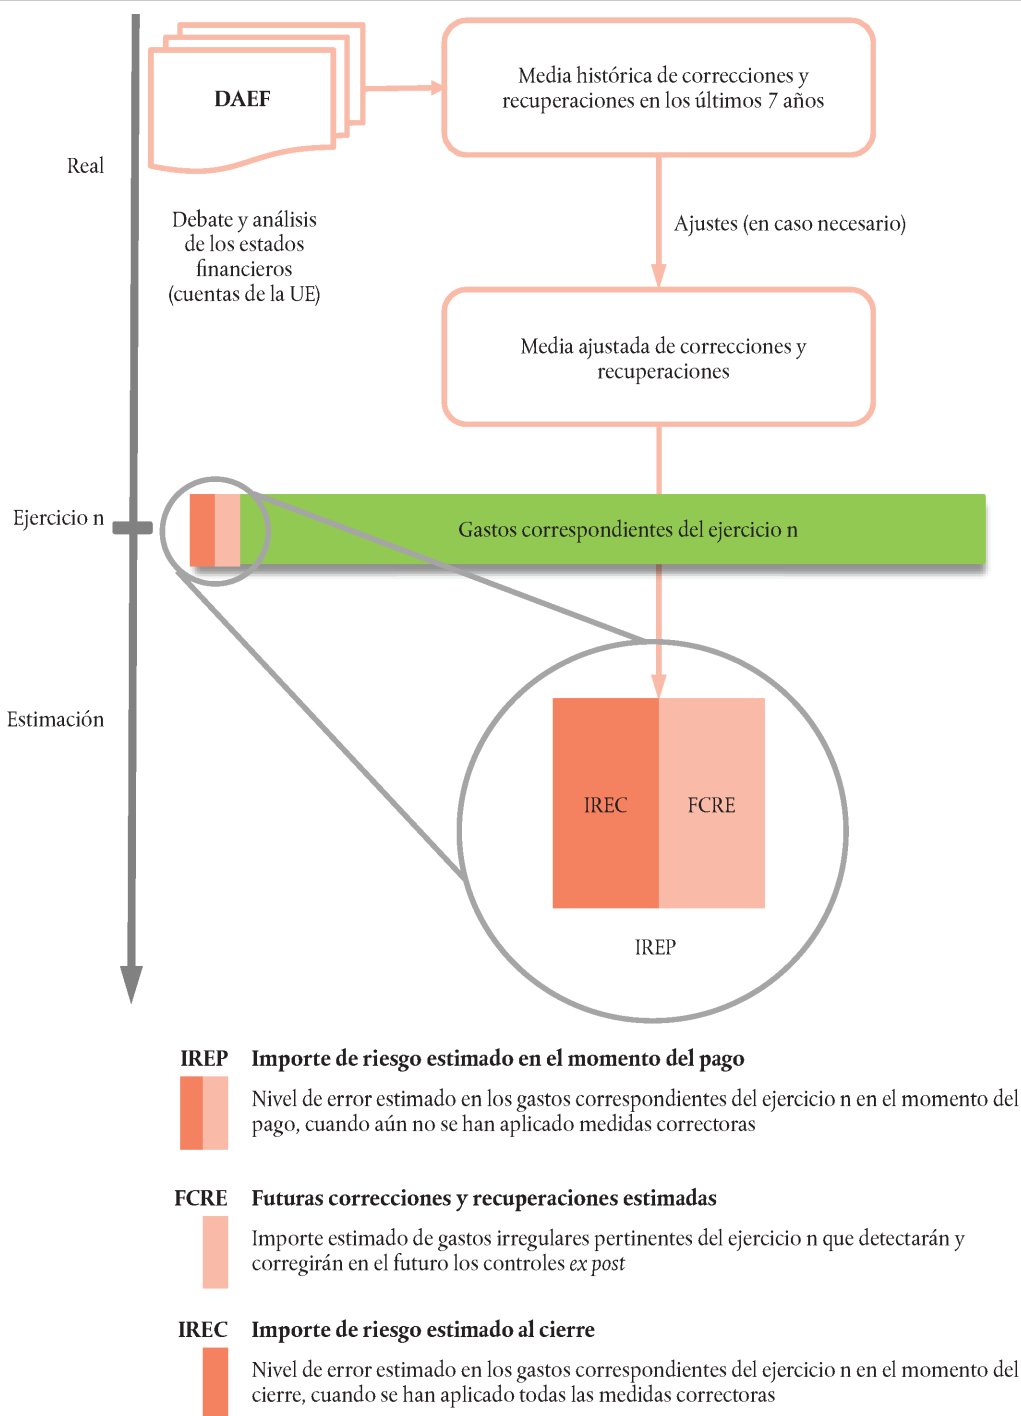 DAEF
Media histórica de correcciones y
recuperaciones en los últimos 7 años
Real
Debate y análisis
de los estados
financieros
(cuentas de la UE)
Ajustes (en caso necesario)
Media ajustada de correcciones y
recuperaciones
Ejercicio n
Gastos correspondientes del ejercicio n
Estimación
IREC
FCRE
IREP
IREP Importe de riesgo estimado en el momento del pago
Nivel de error estimado en los gastos correspondientes del ejercicio n en el momento del
pago, cuando aún no se han aplicado medidas correctoras
FCRE Futuras correcciones y recuperaciones estimadas
Importe estimado de gastos irregulares pertinentes del ejercicio n que detectarán y
corregirán en el futuro los controles ex post
IREC Importe de riesgo estimado al cierre
Nivel de error estimado en los gastos correspondientes del ejercicio n en el momento del
cierre, cuando se han aplicado todas las medidas correctoras